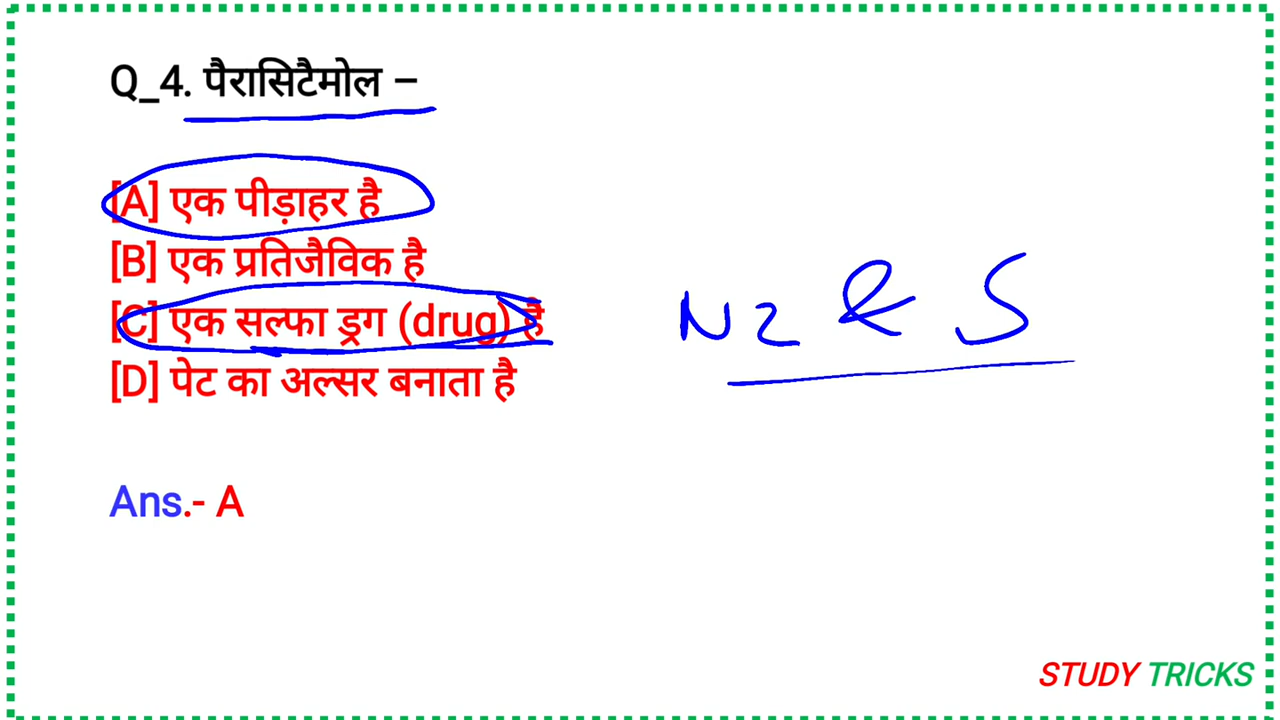 Q_4. पैरासिटैमोल –
[A] एक पीड़ाहर है
[B] एक प्रतिजैविक है
[C] एक सल्फा ड्रग (drug) है
[D] पेट का अल्सर बनाता है
N2 & S
Ans.- A
STUDY TRICKS